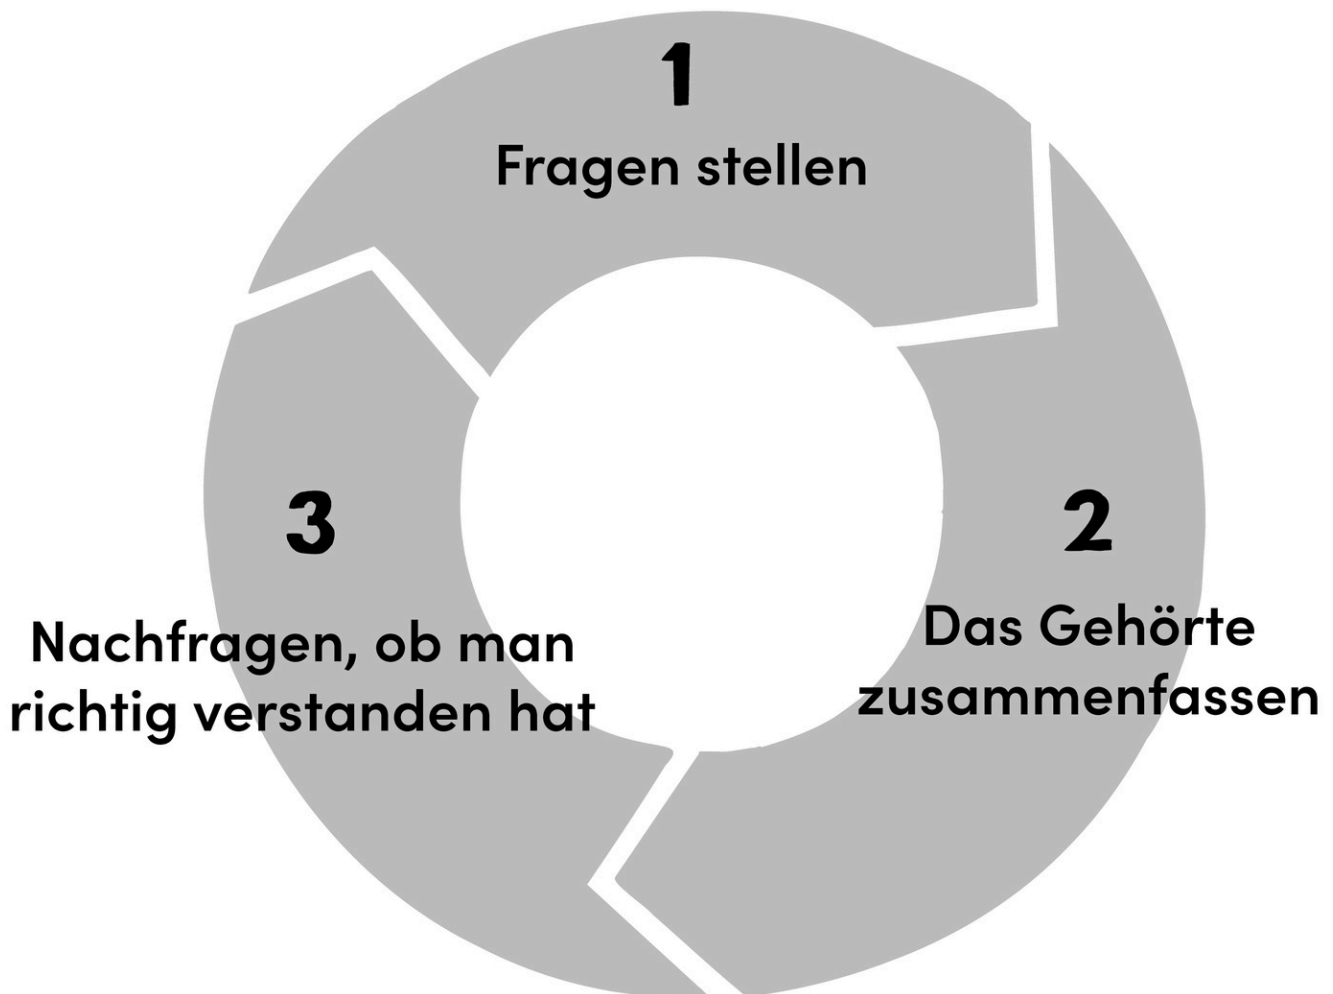 1
Fragen stellen
2
Das Gehörte
zusammenfassen
3
Nachfragen, ob man
richtig verstanden hat